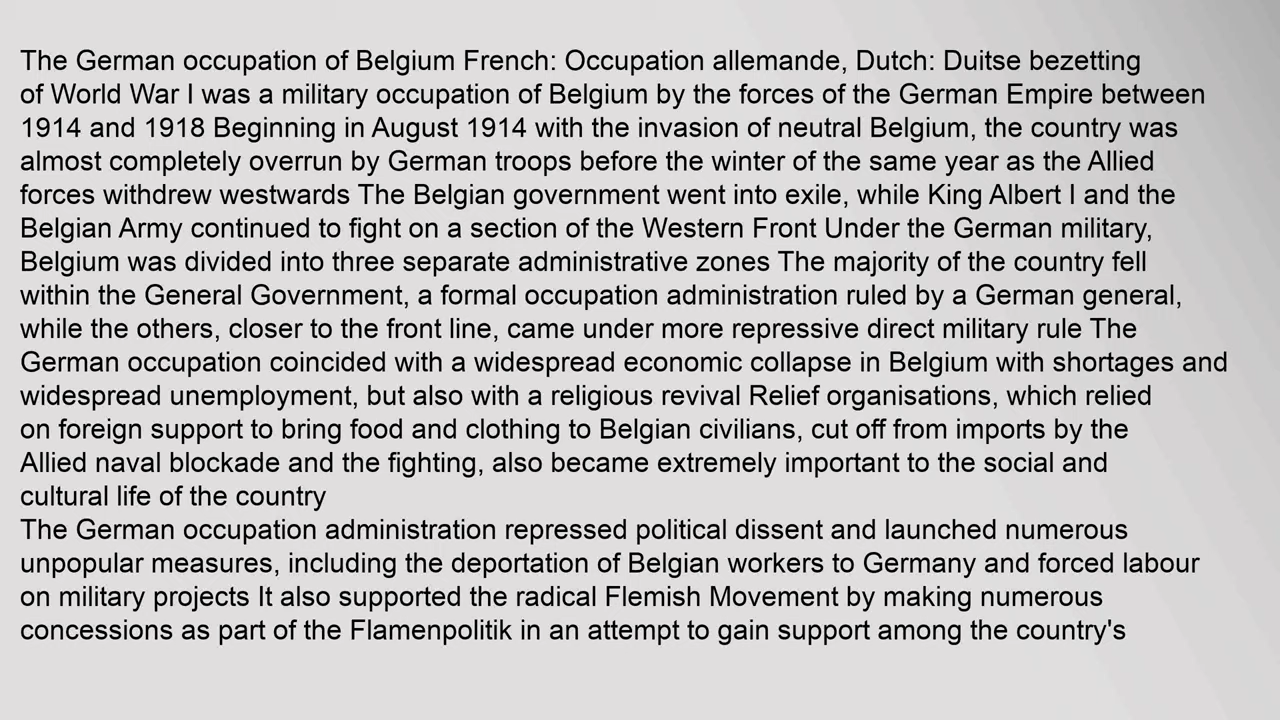 The German occupation of Belgium French: Occupation allemande, Dutch: Duitse bezetting
of World War I was a military occupation of Belgium by the forces of the German Empire between
1914 and 1918 Beginning in August 1914 with the invasion of neutral Belgium, the country was
almost completely overrun by German troops before the winter of the same year as the Allied
forces withdrew westwards The Belgian government went into exile, while King Albert I and the
Belgian Army continued to fight on a section of the Western Front Under the German military,
Belgium was divided into three separate administrative zones The majority of the country fell
within the General Government, a formal occupation administration ruled by a German general,
while the others, closer to the front line, came under more repressive direct military rule The
German occupation coincided with a widespread economic collapse in Belgium with shortages and
widespread unemployment, but also with a religious revival Relief organisations, which relied
on foreign support to bring food and clothing to Belgian civilians, cut off from imports by the
Allied naval blockade and the fighting, also became extremely important to the social and
cultural life of the country
The German occupation administration repressed political dissent and launched numerous
unpopular measures, including the deportation of Belgian workers to Germany and forced labour
on military projects It also supported the radical Flemish Movement by making numerous
concessions as part of the Flamenpolitik in an attempt to gain support among the country's